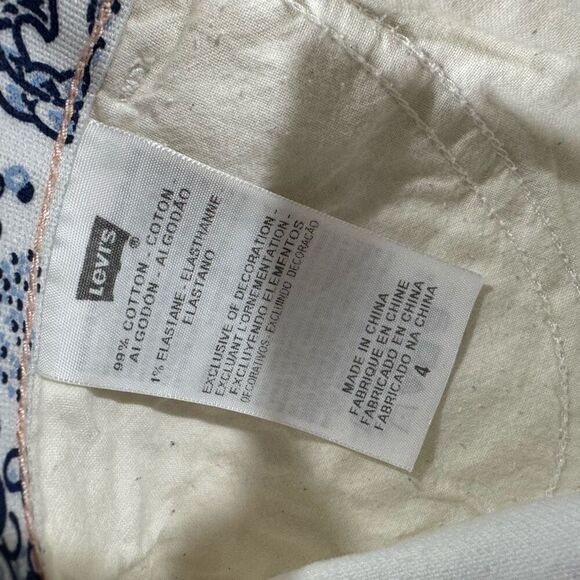 Levi's®
99% COTTON - COTON -
ALGODÓN - ALGODÃO
1% ELASTANE - ELASTHANNE -
ELASTANO
EXCLUSIVE OF DECORATION -
EXCLUANT L'ORNEMENTATION -
EXCLUYENDO ELEMENTOS
DECORATIVOS - EXCLUINDO DECORAÇÃO
MADE IN CHINA
FABRIQUE EN CHINE
FABRICADO EN CHINA
FABRICADO NA CHINA
4